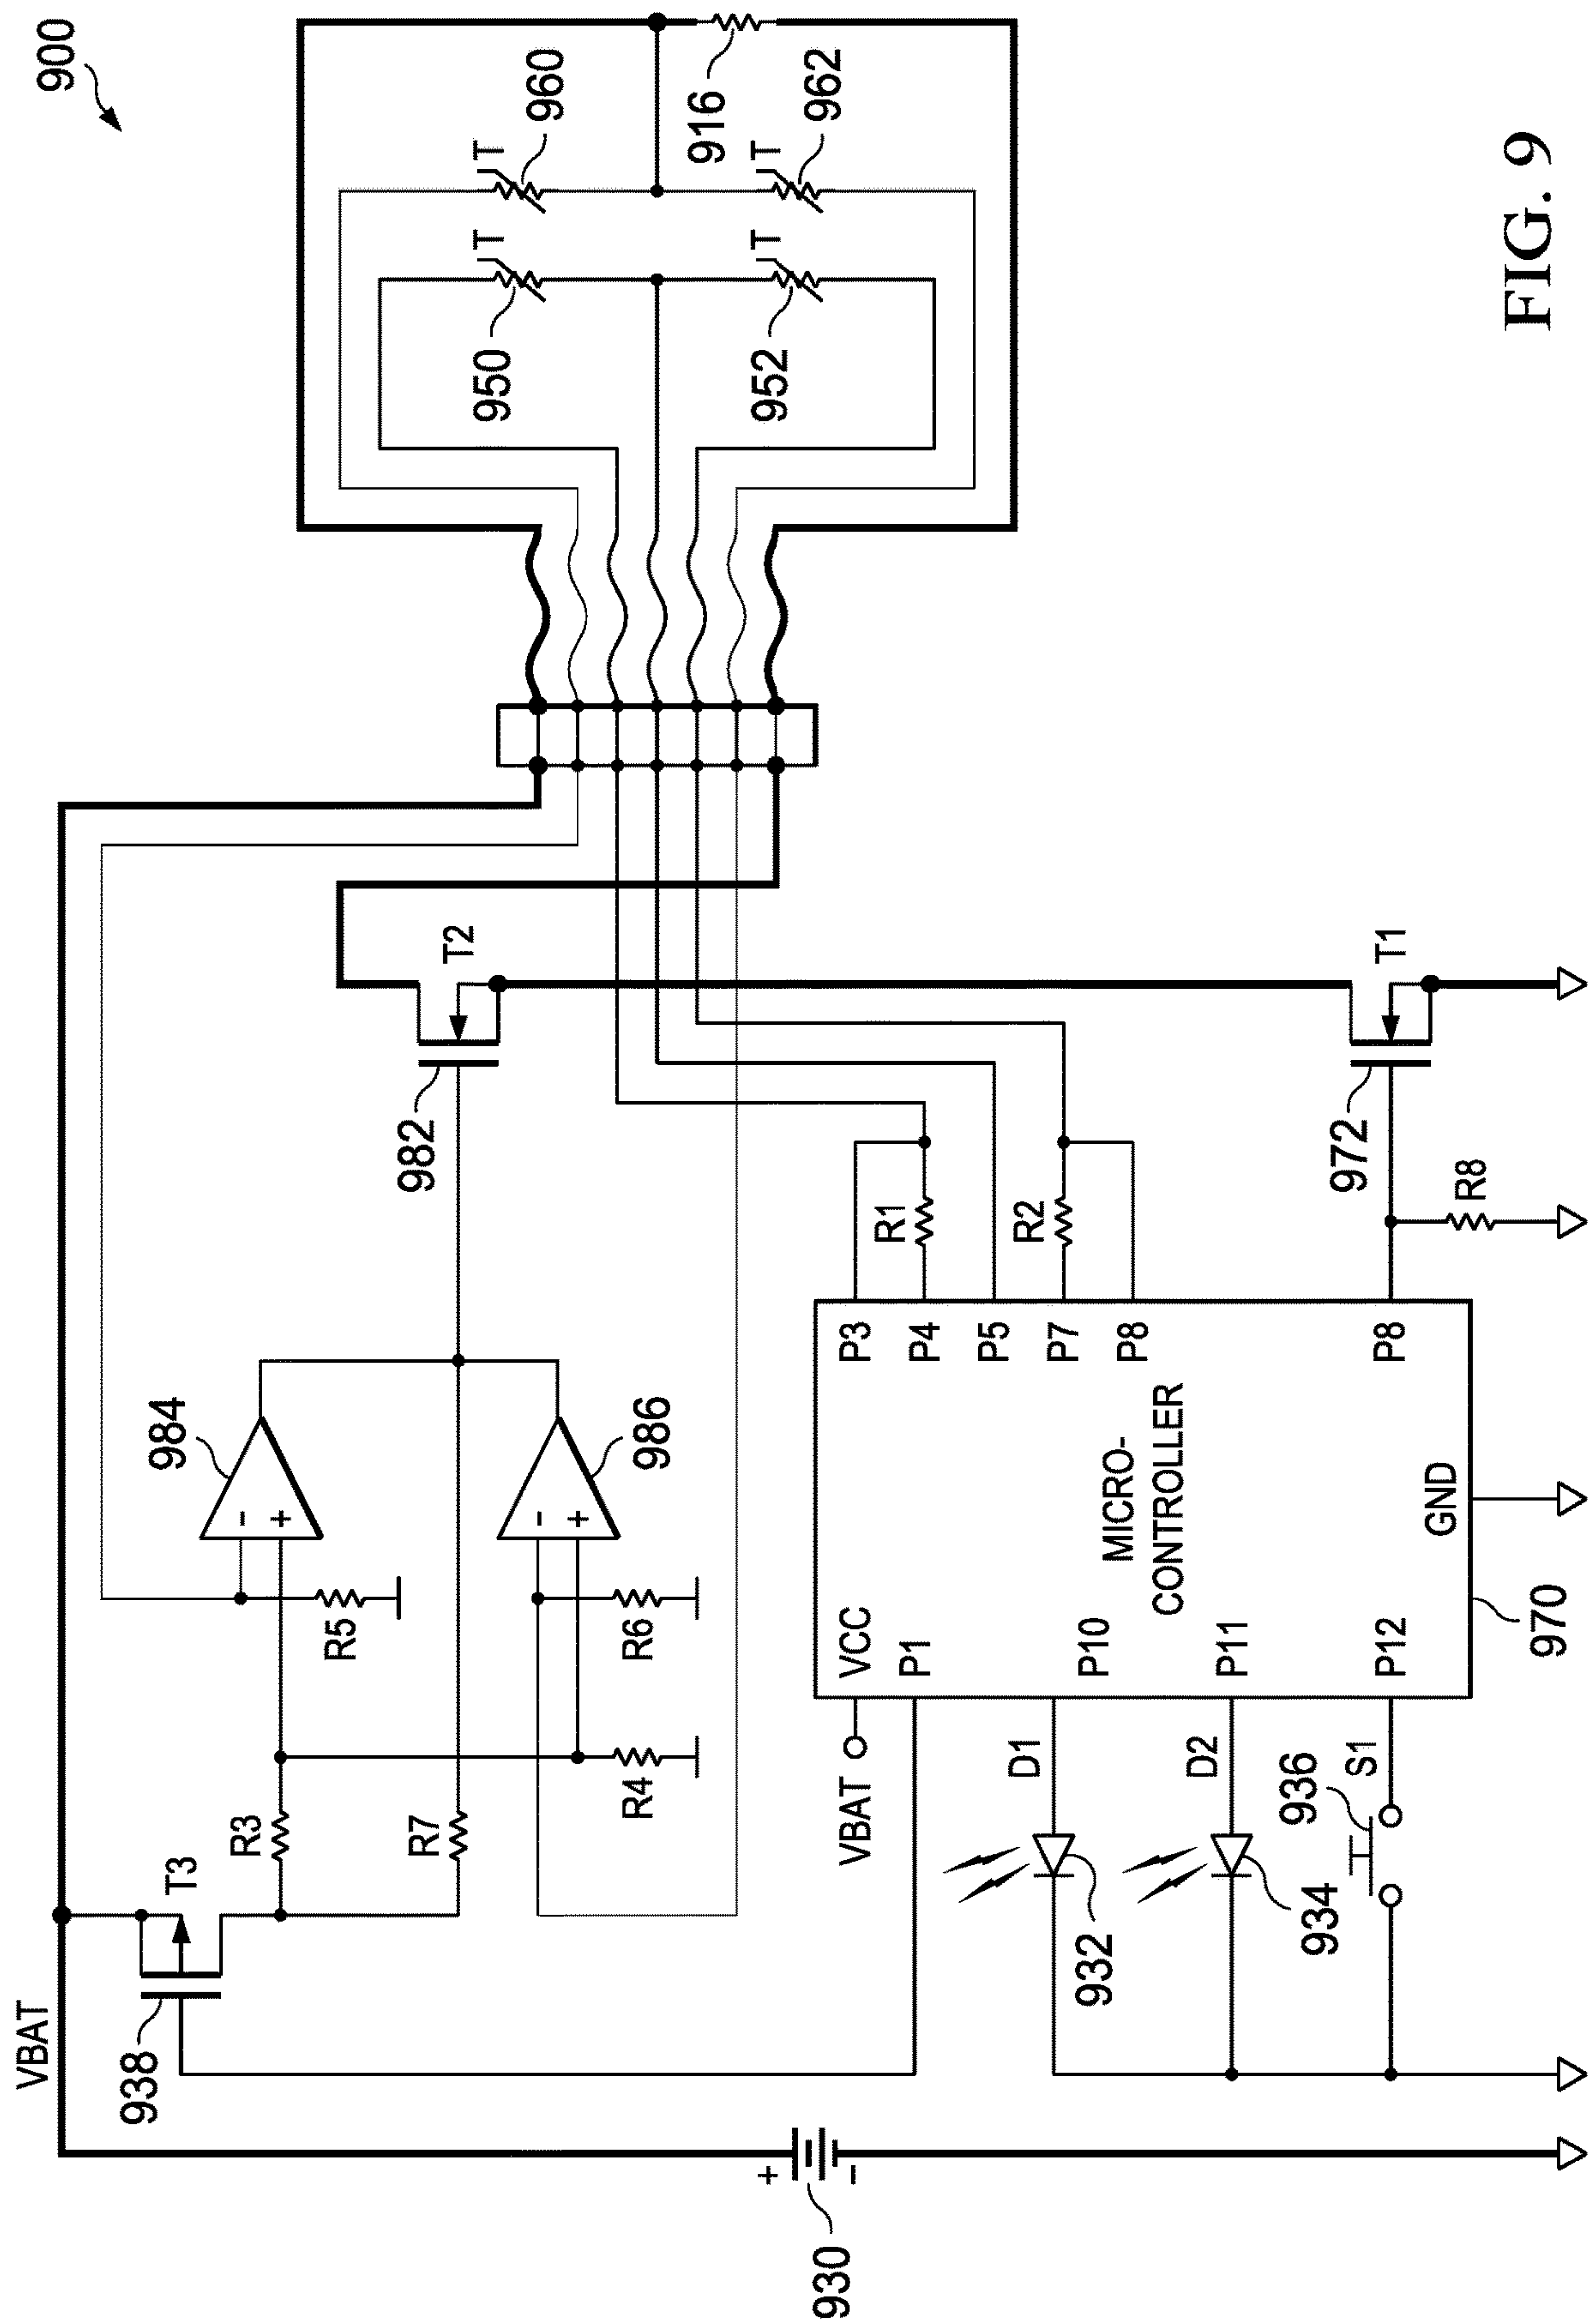 900
960
T
916
962
T
950
T
952
T
982
T2
972
T1
R1
R2
R8
984
-
+
986
-
+
R5
R6
R3
R4
R7
T3
938
VBAT
P3
P4
P5
P7
P8
P8
MICRO-
CONTROLLER
GND
VCC
P1
P10
P11
P12
970
VBAT
D1
D2
S1
932
934
936
+
-
930
FIG. 9